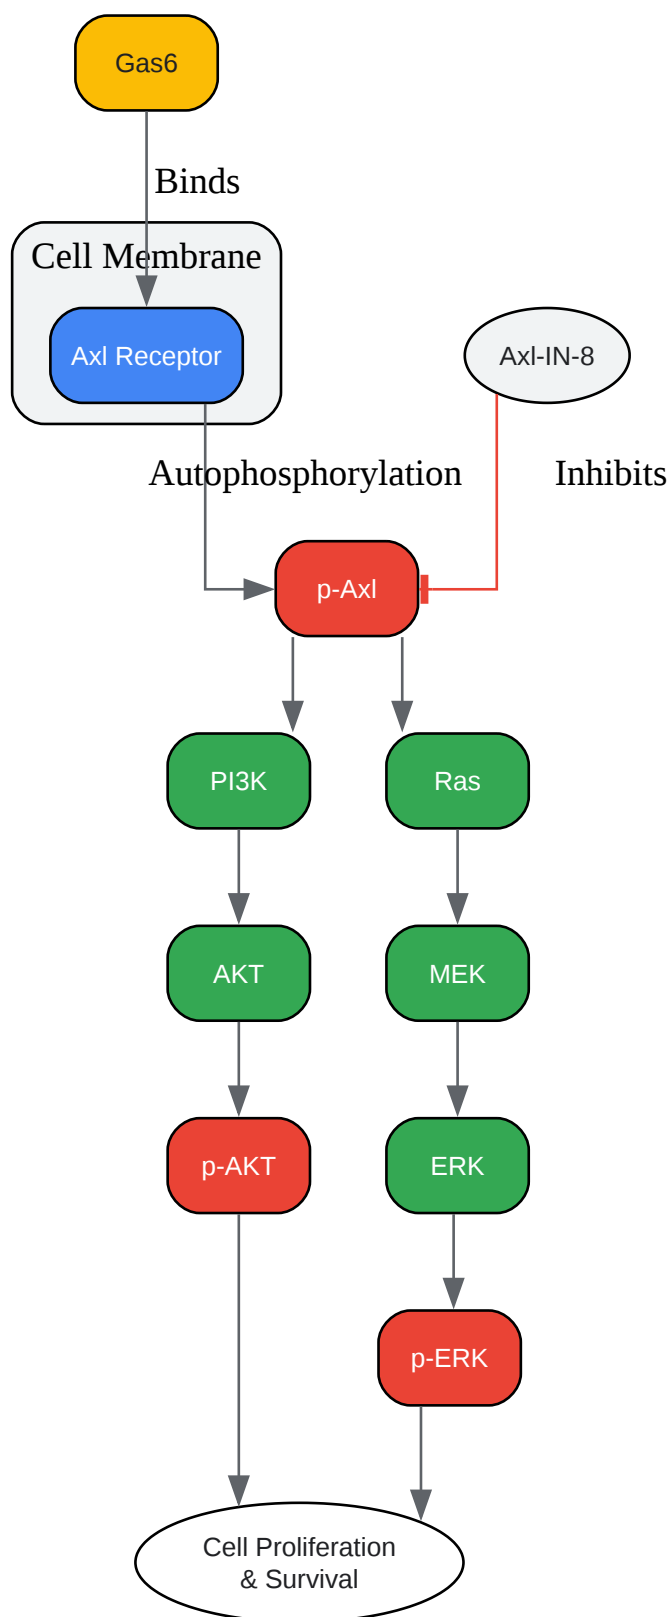 Gas6
Binds
Cell Membrane
Axl Receptor
Axl-IN-8
Autophosphorylation
Inhibits
p-Axl
PI3K
Ras
AKT
MEK
p-AKT
ERK
p-ERK
Cell Proliferation
& Survival